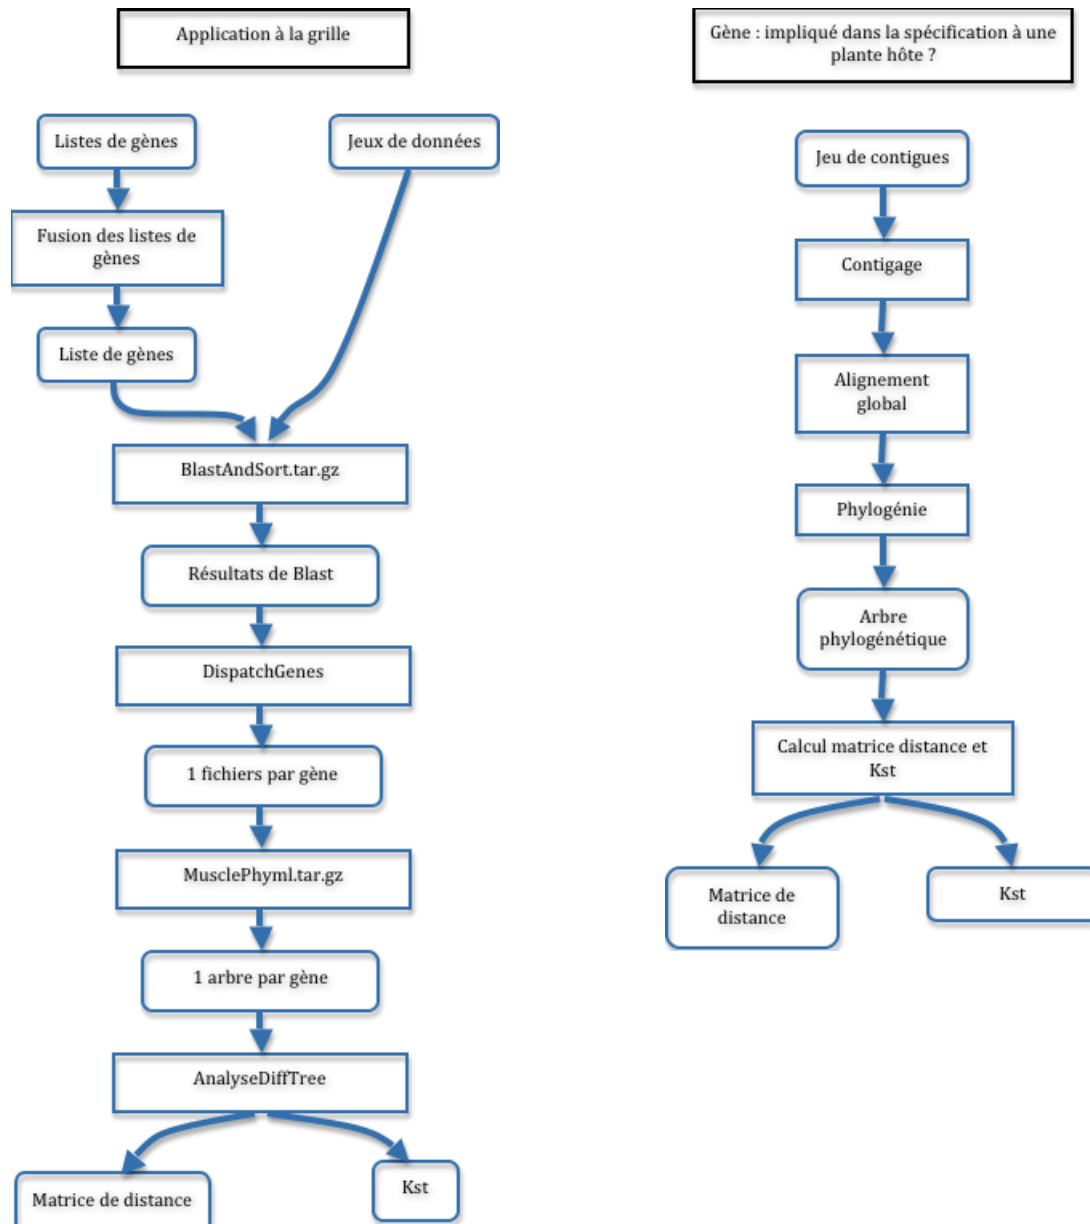 Application à la grille
Listes de gènes
Jeux de données
Fusion des listes de
gènes
Liste de gènes
BlastAndSort.tar.gz
Résultats de Blast
DispatchGenes
1 fichiers par gène
MusclePhyml.tar.gz
1 arbre par gène
AnalyseDiffTree
Matrice de distance
Kst
Gène : impliqué dans la spécification à une
plante hôte ?
Jeu de contigues
Contigage
Alignement
global
Phylogénie
Arbre
phylogénétique
Calcul matrice distance et
Kst
Matrice de
distance
Kst